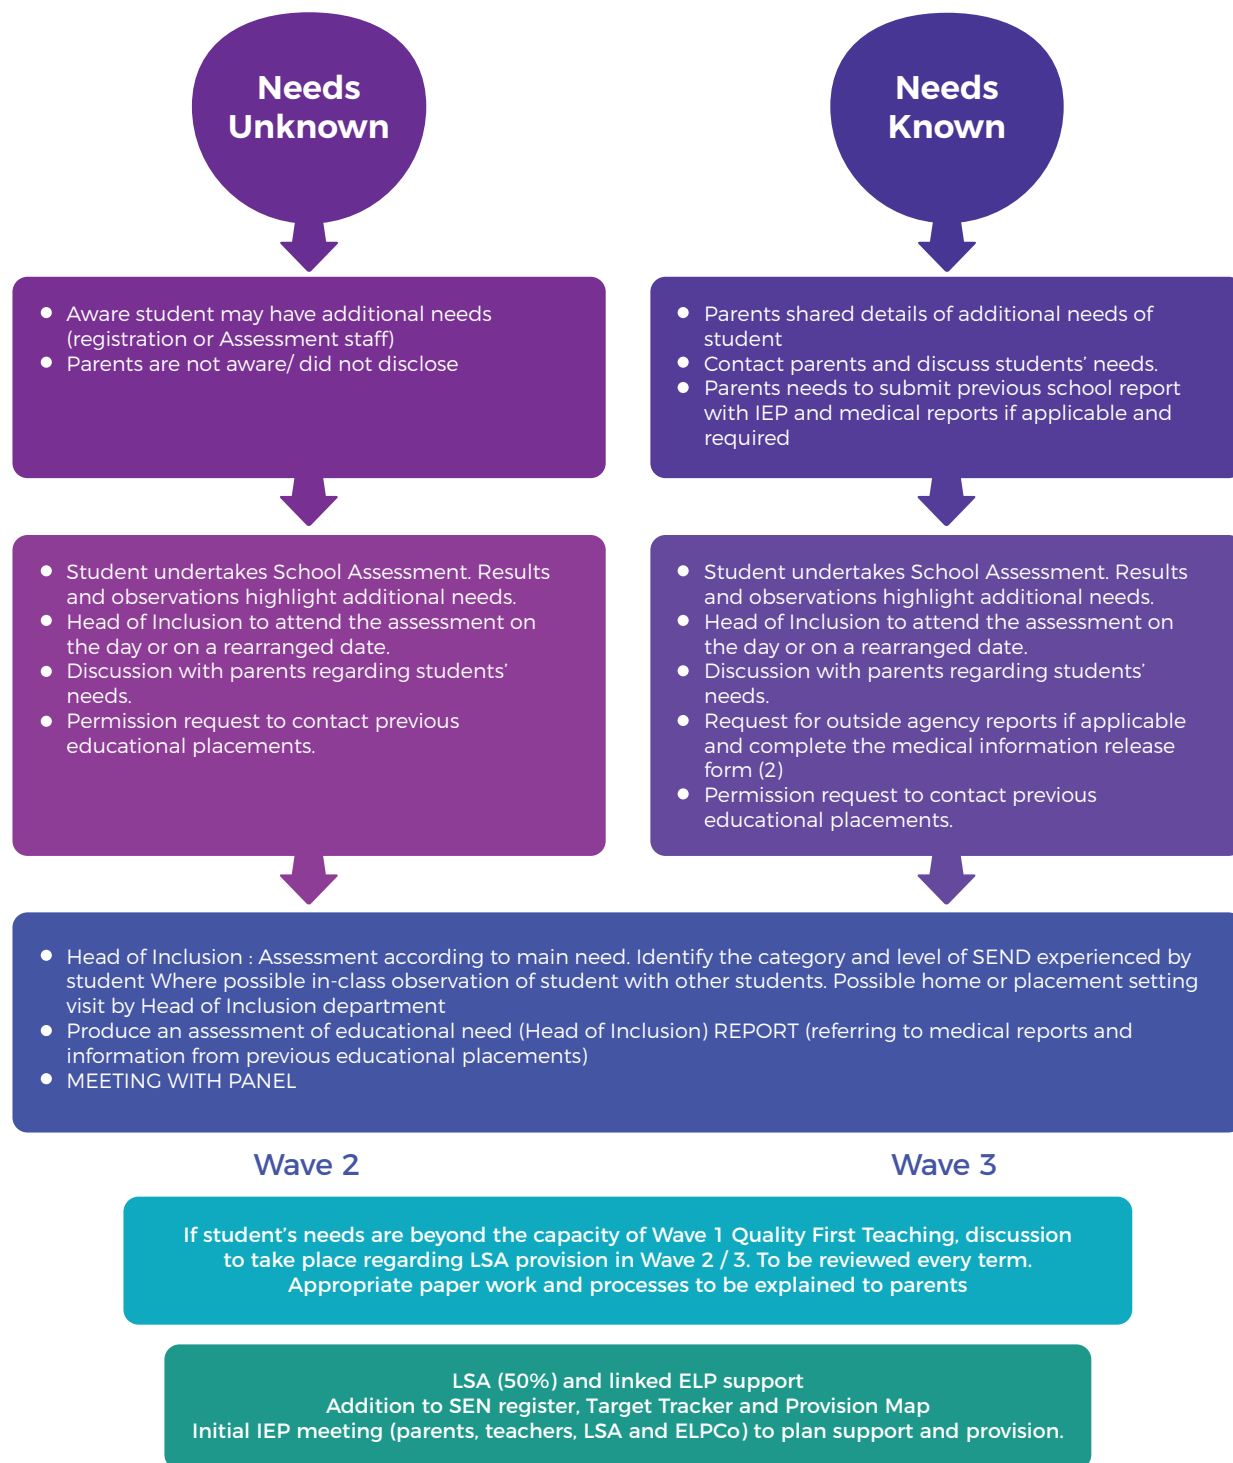 Needs
Unknown
Needs
Known
Aware student may have additional needs
(registration or Assessment staff)
Parents are not aware/ did not disclose
Parents shared details of additional needs of
student
Contact parents and discuss students’ needs.
Parents needs to submit previous school report
with IEP and medical reports if applicable and
required
Student undertakes School Assessment. Results
and observations highlight additional needs.
Head of Inclusion to attend the assessment on
the day or on a rearranged date.
Discussion with parents regarding students’
needs.
Permission request to contact previous
educational placements.
Student undertakes School Assessment. Results
and observations highlight additional needs.
Head of Inclusion to attend the assessment on
the day or on a rearranged date.
Discussion with parents regarding students’
needs.
Request for outside agency reports if applicable
and complete the medical information release
form (2)
Permission request to contact previous
educational placements.
Head of Inclusion : Assessment according to main need. Identify the category and level of SEND experienced by
student Where possible in-class observation of student with other students. Possible home or placement setting
visit by Head of Inclusion department
Produce an assessment of educational need (Head of Inclusion) REPORT (referring to medical reports and
information from previous educational placements)
MEETING WITH PANEL
Wave 2
Wave 3
If student’s needs are beyond the capacity of Wave 1 Quality First Teaching, discussion
to take place regarding LSA provision in Wave 2 / 3. To be reviewed every term.
Appropriate paper work and processes to be explained to parents
LSA (50%) and linked ELP support
Addition to SEN register, Target Tracker and Provision Map
Initial IEP meeting (parents, teachers, LSA and ELPCo) to plan support and provision.